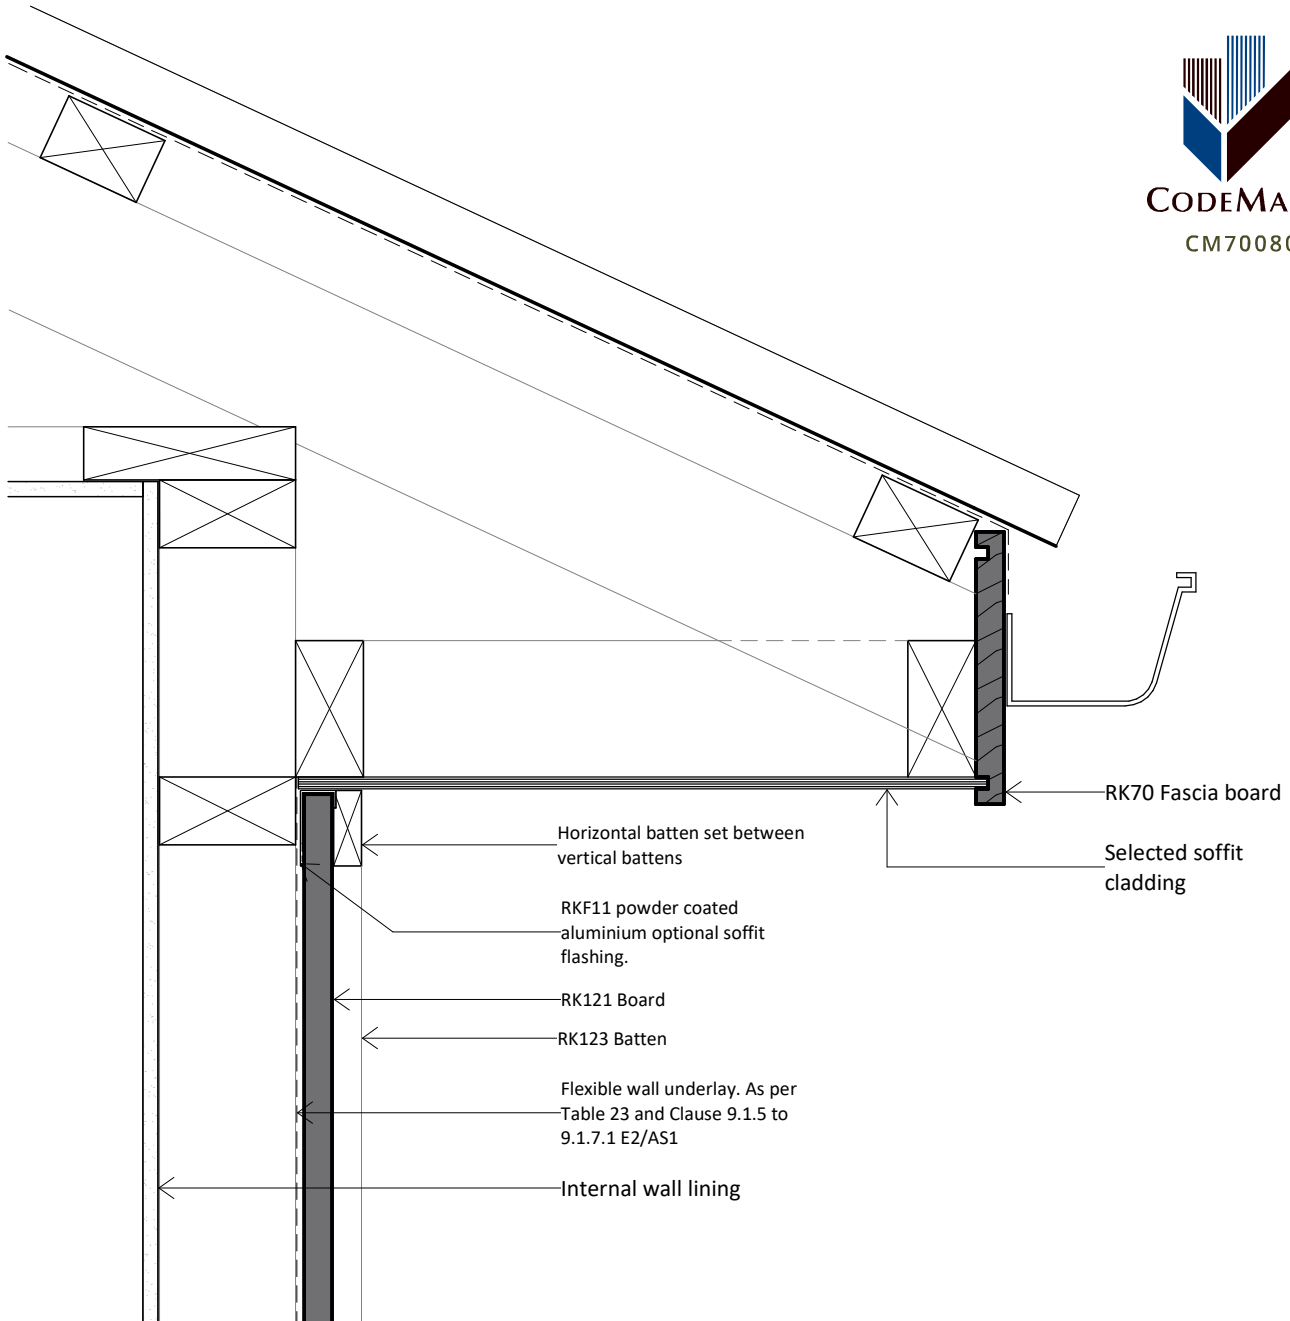 CODEMA
CM70080
RK70 Fascia board
Selected soffit
cladding
Horizontal batten set between
vertical battens
RKF11 powder coated
aluminium optional soffit
flashing.
RK121 Board
RK123 Batten
Flexible wall underlay. As per
Table 23 and Clause 9.1.5 to
9.1.7.1 E2/AS1
Internal wall lining